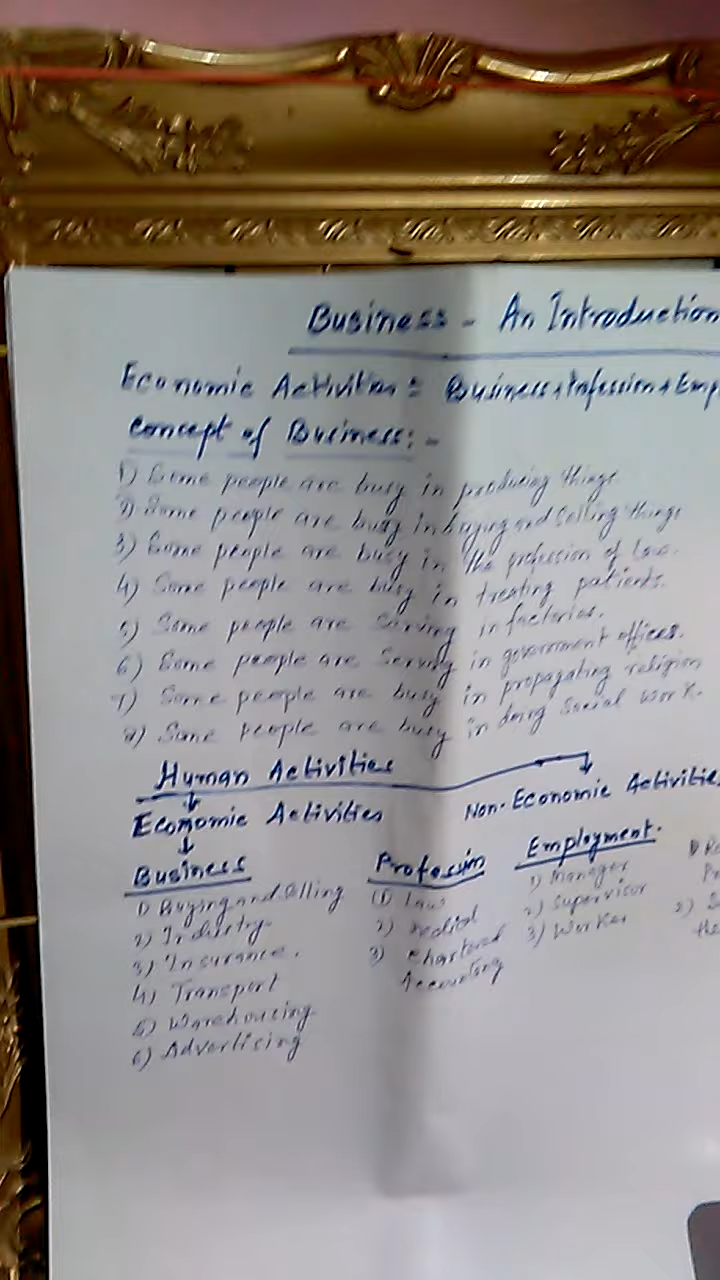 Business - An Introduction
Economic Activities = Business + Profession + Emp
Concept of Business: -
1) Some people are busy in producing things.
2) Some people are busy in buying and selling things
3) Some people are busy in the profession of law.
4) Some people are busy in treating patients.
5) Some people are serving in factories.
6) Some people are serving in government offices.
7) Some people are busy in propagating religion
8) Some people are busy in doing social work.
Human Activities
Economic Activities Non-Economic Activities
Business Profession Employment.
1) Buying and Selling
2) Industry
3) Insurance.
4) Transport
5) Warehousing
6) Advertising
(1) Law
2) Medical
3) Chartered
Accounting
1) Manager
2) Supervisor
3) Worker
2) S
the